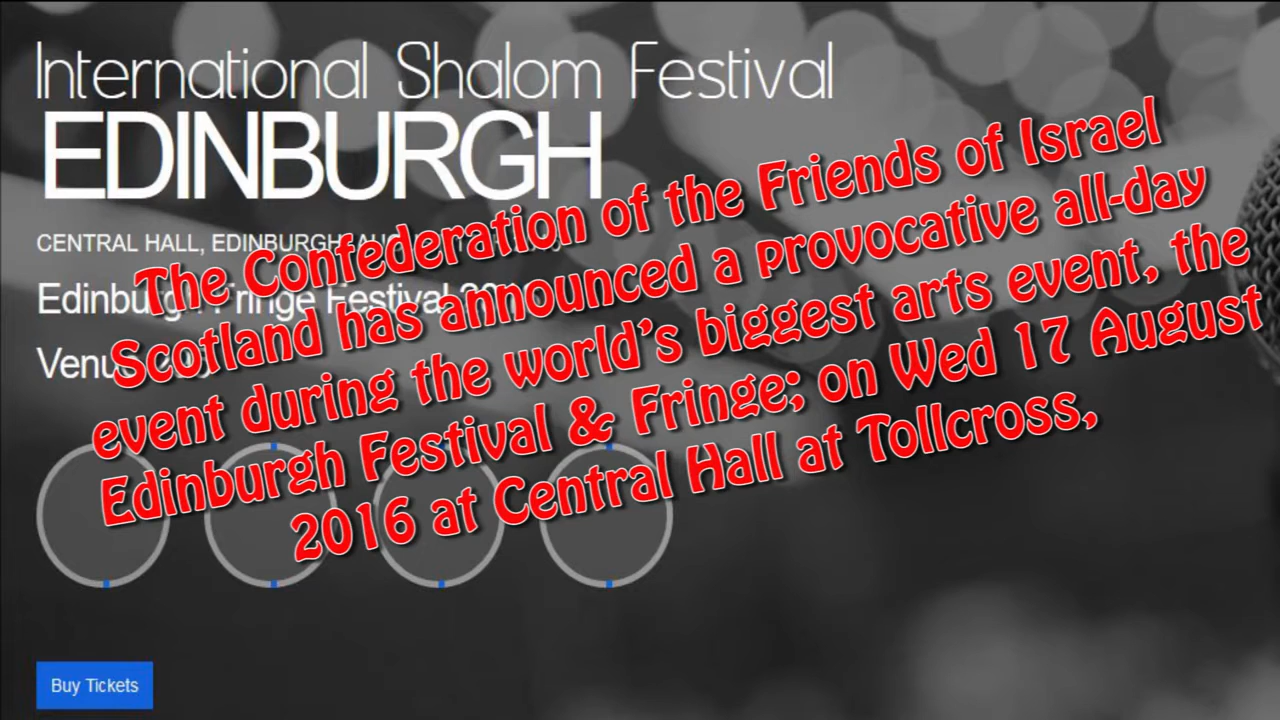 International Shalom Festival
EDINBURGH
CENTRAL HALL, EDINBURGH
Edinburgh Fringe Festival
Venue
The Confederation of the Friends of Israel
Scotland has announced a provocative all-day
event during the world's biggest arts event, the
Edinburgh Festival & Fringe; on Wed 17 August
2016 at Central Hall at Tollcross,
Buy Tickets